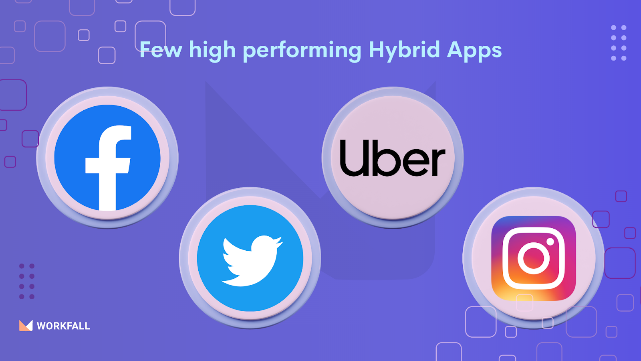 Few high performing Hybrid Apps
Uber
WORKFALL